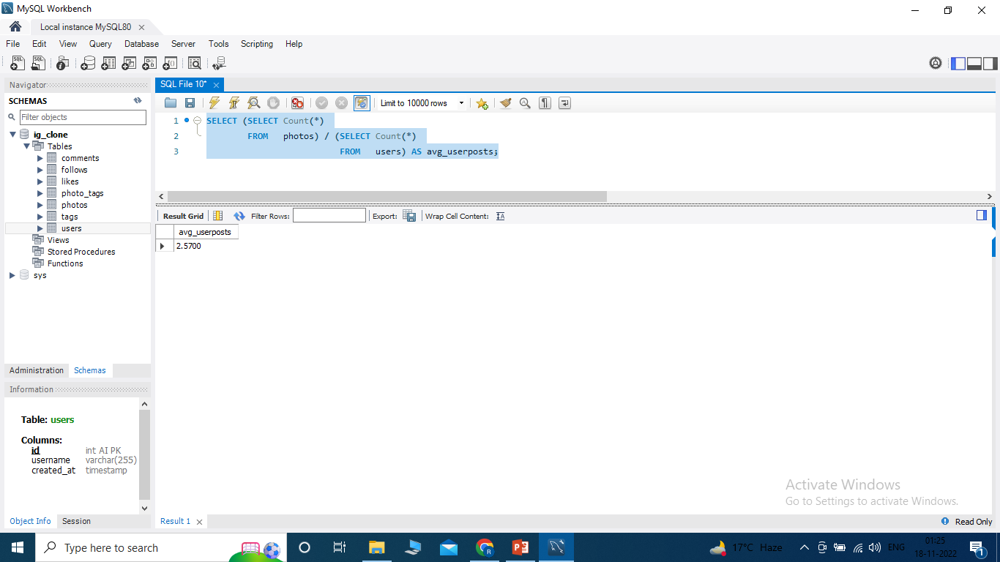 MySQL Workbench
Local instance MySQL80
File Edit View Query Database Server Tools Scripting Help
Navigator
SCHEMAS
Filter objects
ig_clone
Tables
comments
follows
likes
photo_tags
photos
tags
users
Views
Stored Procedures
Functions
sys
Administration Schemas
Information
Table: users
Columns:
id int AI PK
username varchar(255)
created_at timestamp
Object Info Session
SQL File 10*
Limit to 10000 rows
1 SELECT (SELECT Count(*)
2 FROM photos) / (SELECT Count(*)
3 FROM users) AS avg_userposts;
Result Grid Filter Rows: Export: Wrap Cell Content:
avg_userposts
2.5700
Activate Windows
Go to Settings to activate Windows.
Result 1 Read Only
Type here to search
17°C Haze ENG 01:25
18-11-2022
1